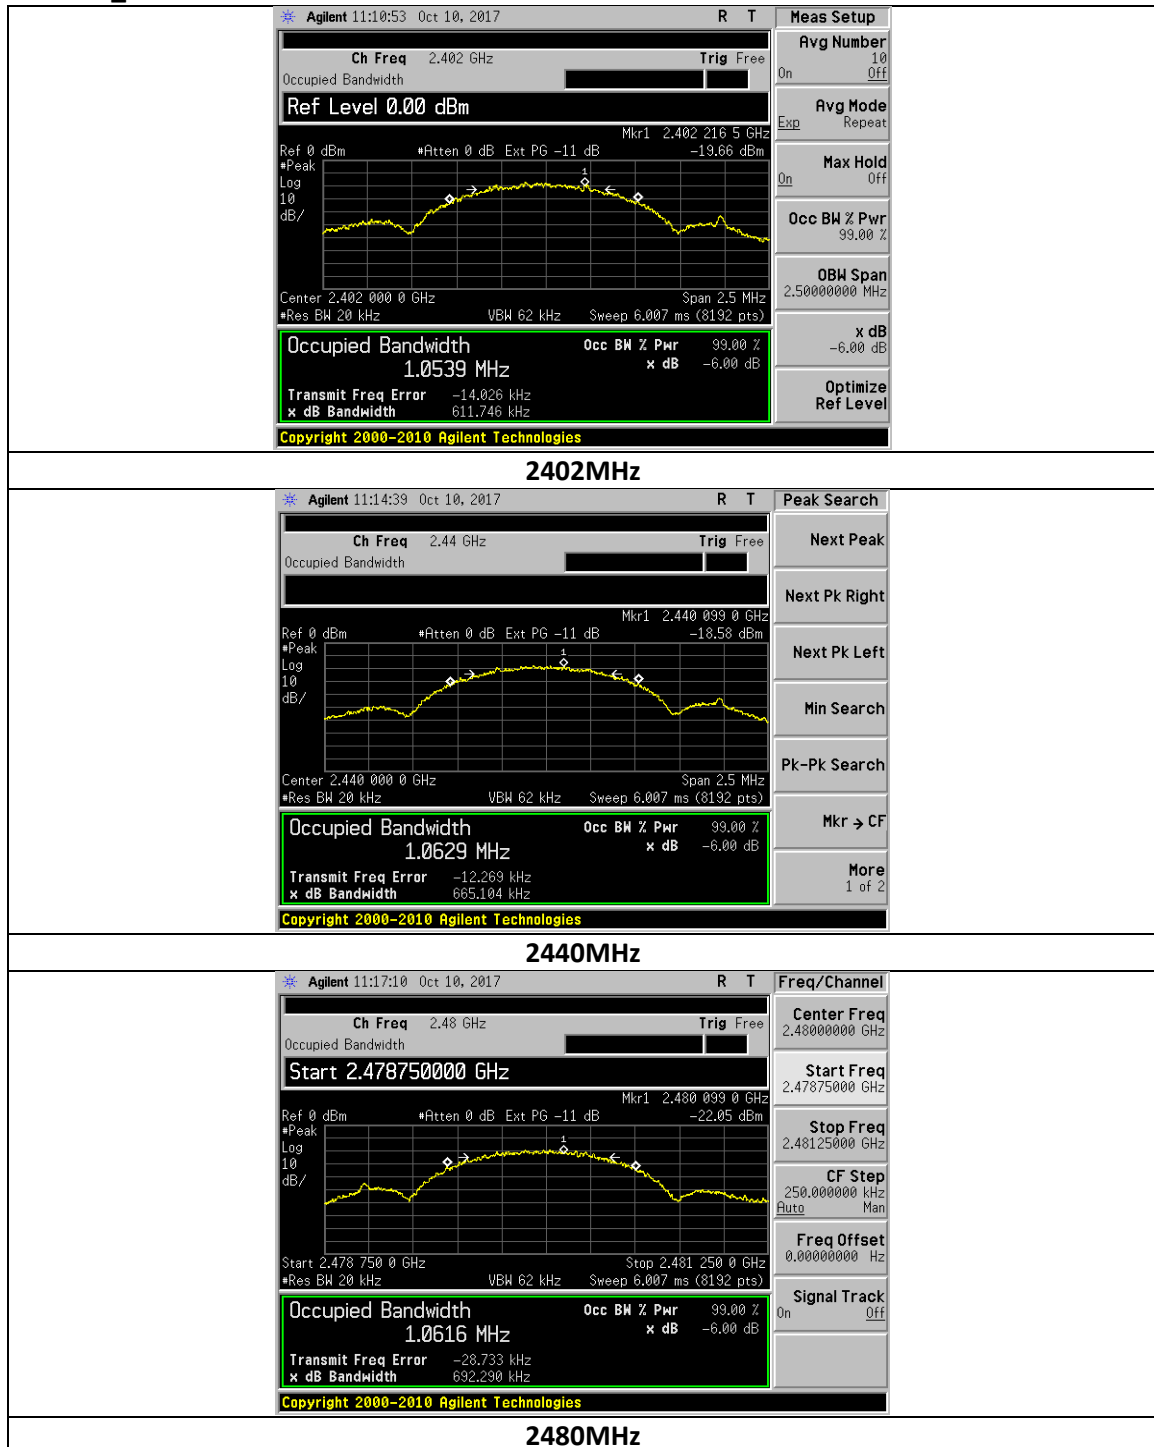 Agilent 11:10:53 Oct 10, 2017 R T Meas Setup
Ch Freq 2.402 GHz Trig Free
Occupied Bandwidth
Ref Level 0.00 dBm
Mkr1 2.402 216 5 GHz
Ref 0 dBm #Atten 0 dB Ext PG -11 dB -19.66 dBm
#Peak
Log
10
dB/
1
Center 2.402 000 0 GHz Span 2.5 MHz
#Res BW 20 kHz VBW 62 kHz Sweep 6.007 ms (8192 pts)
Occupied Bandwidth Occ BW % Pwr 99.00 %
1.0539 MHz x dB -6.00 dB
Transmit Freq Error -14.026 kHz
x dB Bandwidth 611.746 kHz
Copyright 2000-2010 Agilent Technologies
Avg Number
10
On Off
Avg Mode
Exp Repeat
Max Hold
On Off
Occ BW % Pwr
99.00 %
OBW Span
2.50000000 MHz
x dB
-6.00 dB
Optimize
Ref Level
2402MHz
Agilent 11:14:39 Oct 10, 2017 R T Peak Search
Ch Freq 2.44 GHz Trig Free
Occupied Bandwidth
Mkr1 2.440 099 0 GHz
Ref 0 dBm #Atten 0 dB Ext PG -11 dB -18.58 dBm
#Peak
Log
10
dB/
1
Center 2.440 000 0 GHz Span 2.5 MHz
#Res BW 20 kHz VBW 62 kHz Sweep 6.007 ms (8192 pts)
Occupied Bandwidth Occ BW % Pwr 99.00 %
1.0629 MHz x dB -6.00 dB
Transmit Freq Error -12.269 kHz
x dB Bandwidth 665.104 kHz
Copyright 2000-2010 Agilent Technologies
Next Peak
Next Pk Right
Next Pk Left
Min Search
Pk-Pk Search
Mkr → CF
More
1 of 2
2440MHz
Agilent 11:17:10 Oct 10, 2017 R T Freq/Channel
Ch Freq 2.48 GHz Trig Free
Occupied Bandwidth
Start 2.478750000 GHz
Mkr1 2.480 099 0 GHz
Ref 0 dBm #Atten 0 dB Ext PG -11 dB -22.05 dBm
#Peak
Log
10
dB/
1
Start 2.478 750 0 GHz Stop 2.481 250 0 GHz
#Res BW 20 kHz VBW 62 kHz Sweep 6.007 ms (8192 pts)
Occupied Bandwidth Occ BW % Pwr 99.00 %
1.0616 MHz x dB -6.00 dB
Transmit Freq Error -28.733 kHz
x dB Bandwidth 692.290 kHz
Copyright 2000-2010 Agilent Technologies
Center Freq
2.48000000 GHz
Start Freq
2.47875000 GHz
Stop Freq
2.48125000 GHz
CF Step
250.000000 kHz
Auto Man
Freq Offset
0.00000000 Hz
Signal Track
On Off
2480MHz